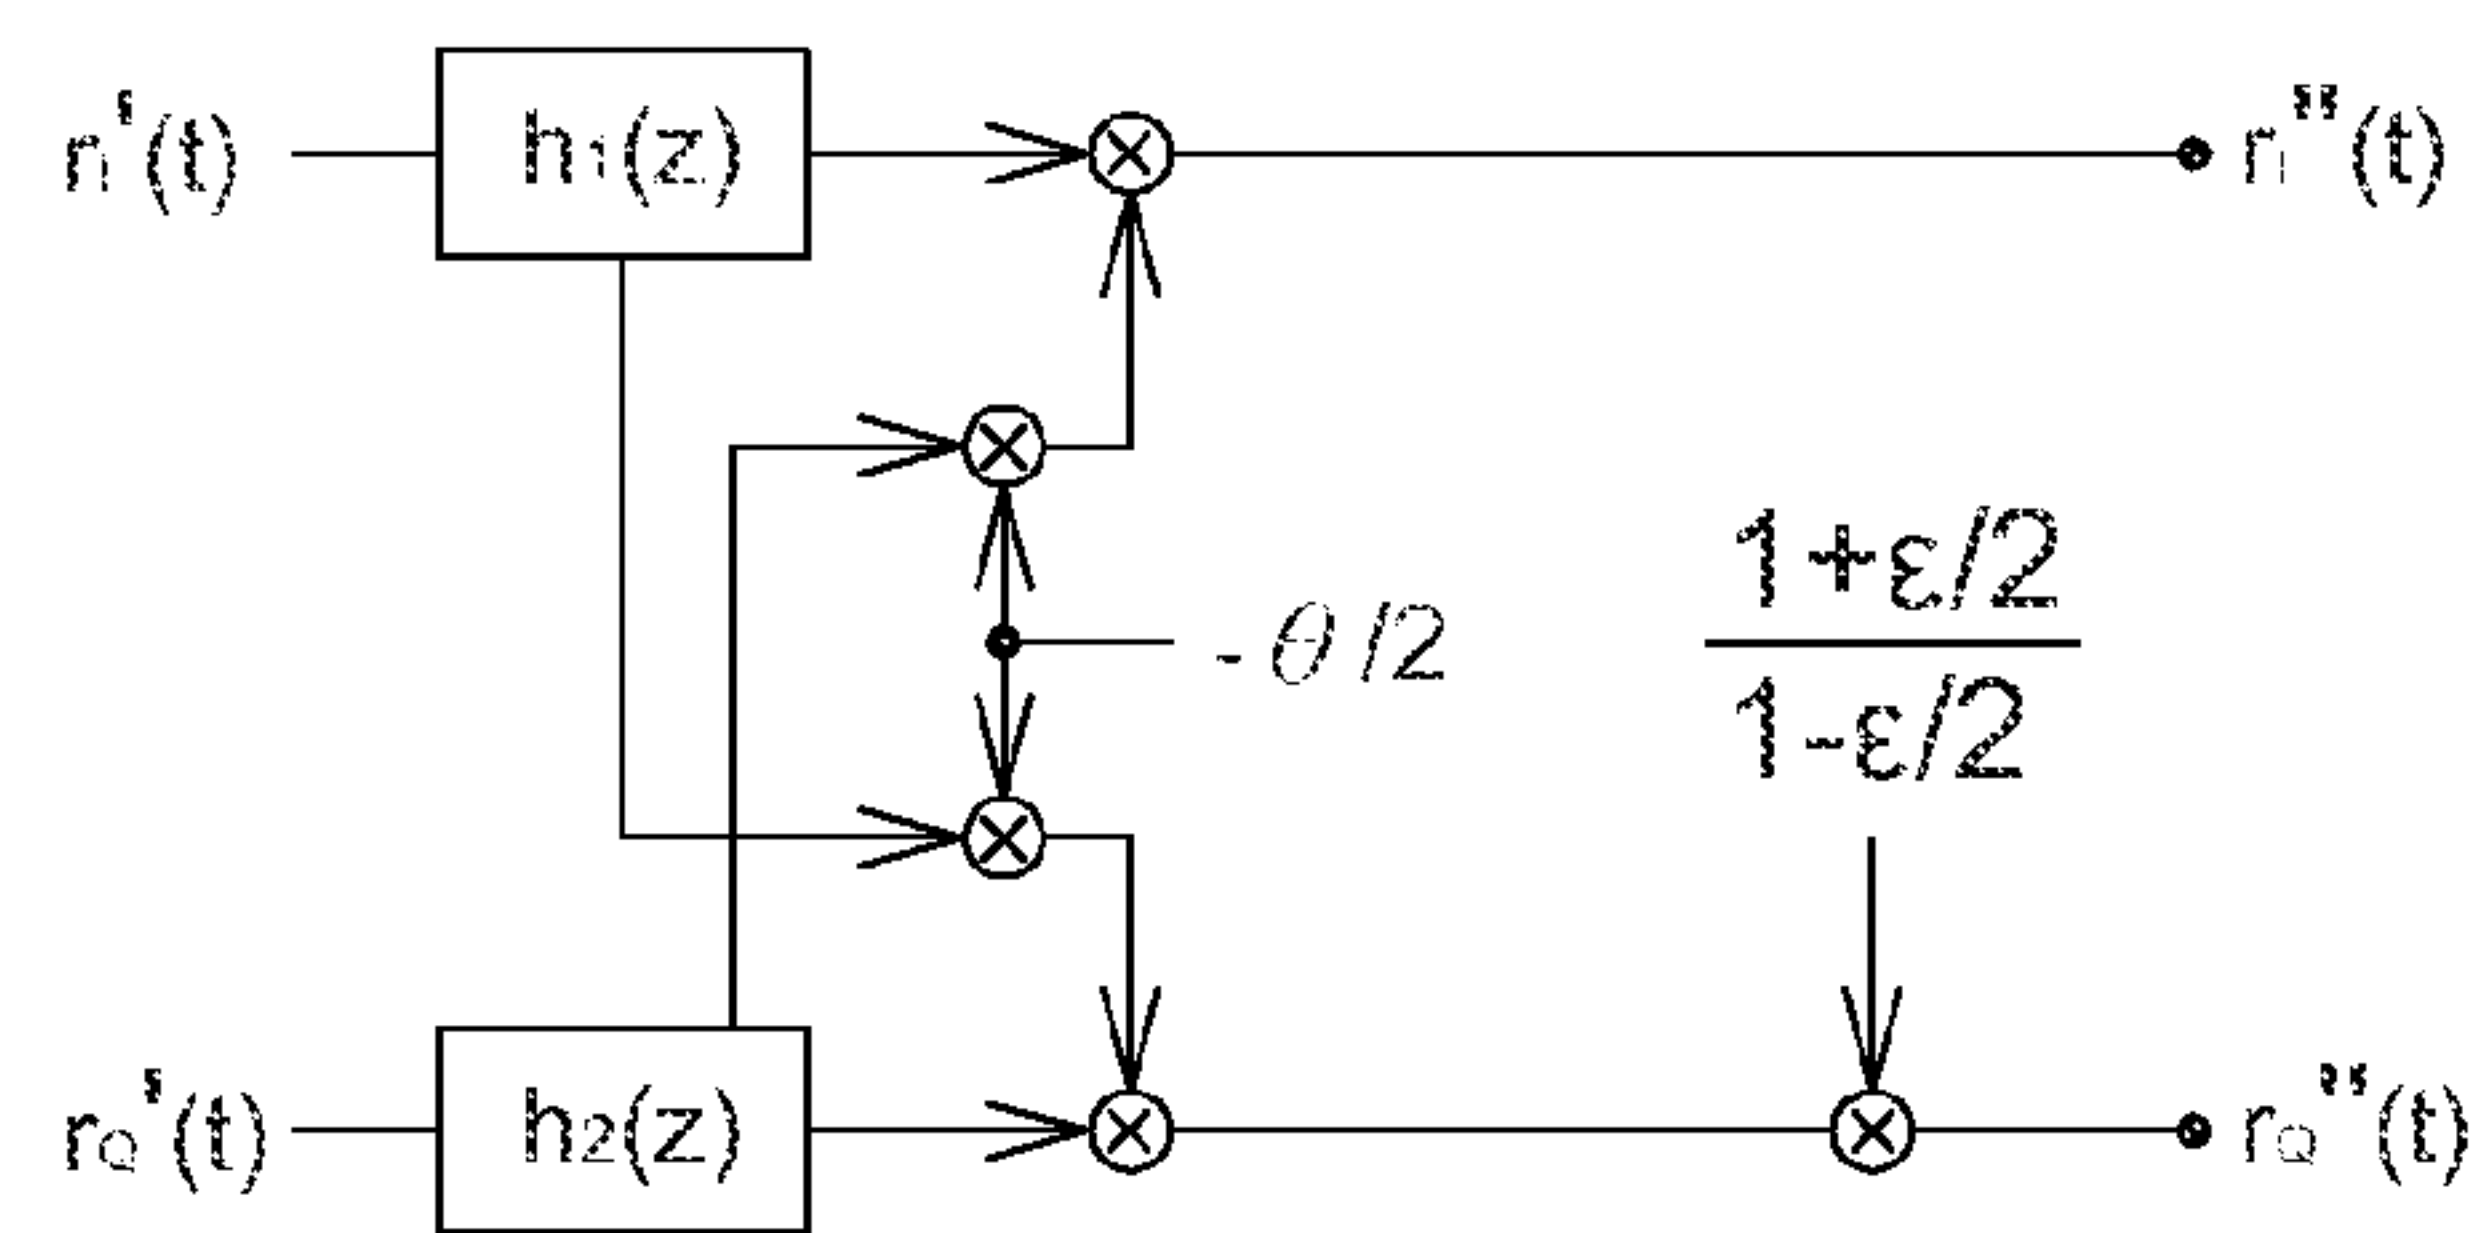 rI'(t)
h1(z)
rI''(t)
-θ/2
1+ε/2
1-ε/2
rQ'(t)
h2(z)
rQ''(t)